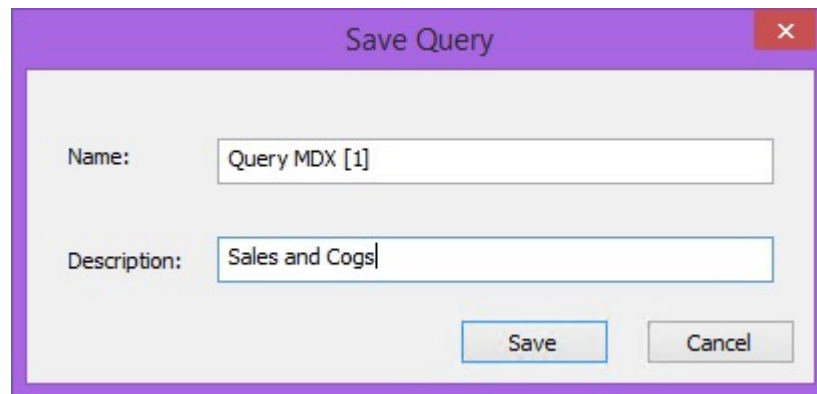 Save Query
Name: Query MDX [1]
Description: Sales and Cogs
Save Cancel